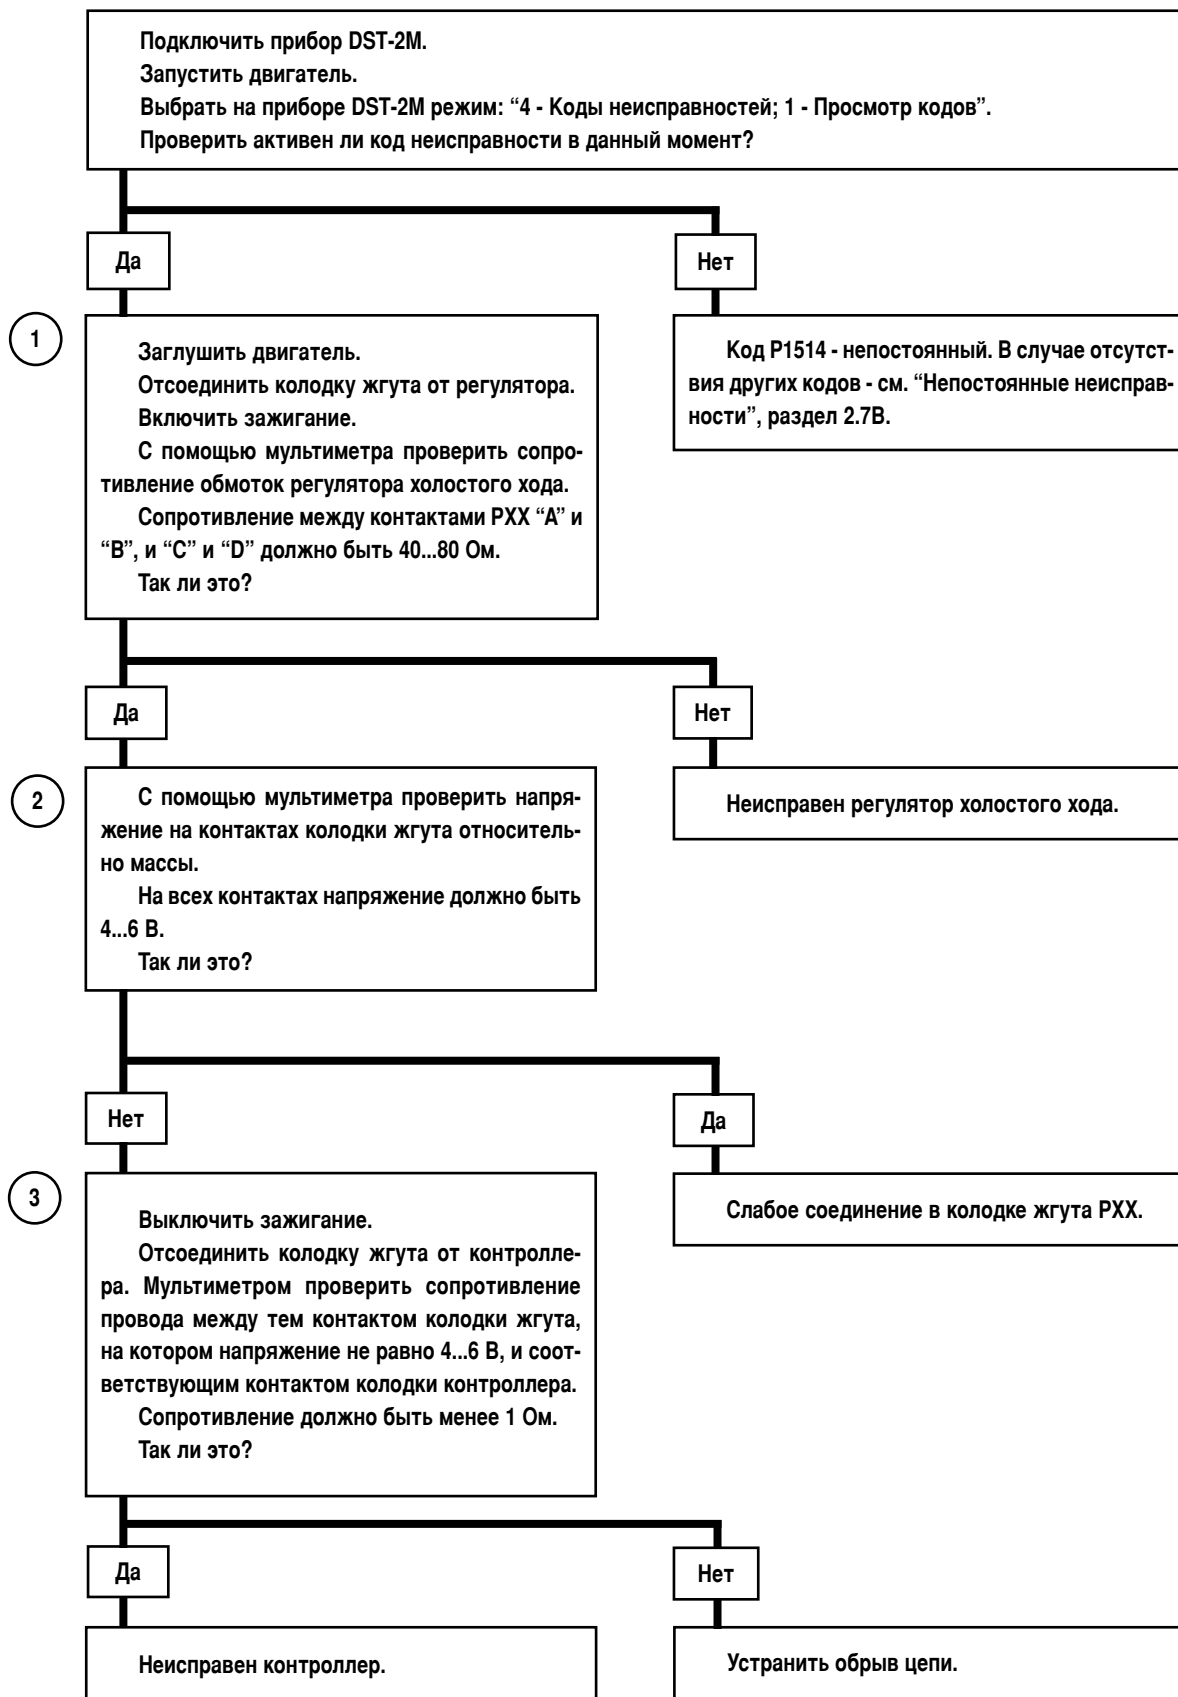 Подключить прибор DST-2M.
Запустить двигатель.
Выбрать на приборе DST-2M режим: “4 - Коды неисправностей; 1 - Просмотр кодов”.
Проверить активен ли код неисправности в данный момент?
Да
Нет
1
Заглушить двигатель.
Отсоединить колодку жгута от регулятора.
Включить зажигание.
С помощью мультиметра проверить сопро-
тивление обмоток регулятора холостого хода.
Сопротивление между контактами РХХ “А” и
“В”, и “С” и “D” должно быть 40...80 Ом.
Так ли это?
Код Р1514 - непостоянный. В случае отсутст-
вия других кодов - см. “Непостоянные неисправ-
ности”, раздел 2.7В.
Да
Нет
2
С помощью мультиметра проверить напря-
жение на контактах колодки жгута относитель-
но массы.
На всех контактах напряжение должно быть
4...6 В.
Так ли это?
Неисправен регулятор холостого хода.
Нет
Да
3
Выключить зажигание.
Отсоединить колодку жгута от контролле-
ра. Мультиметром проверить сопротивление
провода между тем контактом колодки жгута,
на котором напряжение не равно 4...6 В, и соот-
ветствующим контактом колодки контроллера.
Сопротивление должно быть менее 1 Ом.
Так ли это?
Слабое соединение в колодке жгута РХХ.
Да
Нет
Неисправен контроллер.
Устранить обрыв цепи.